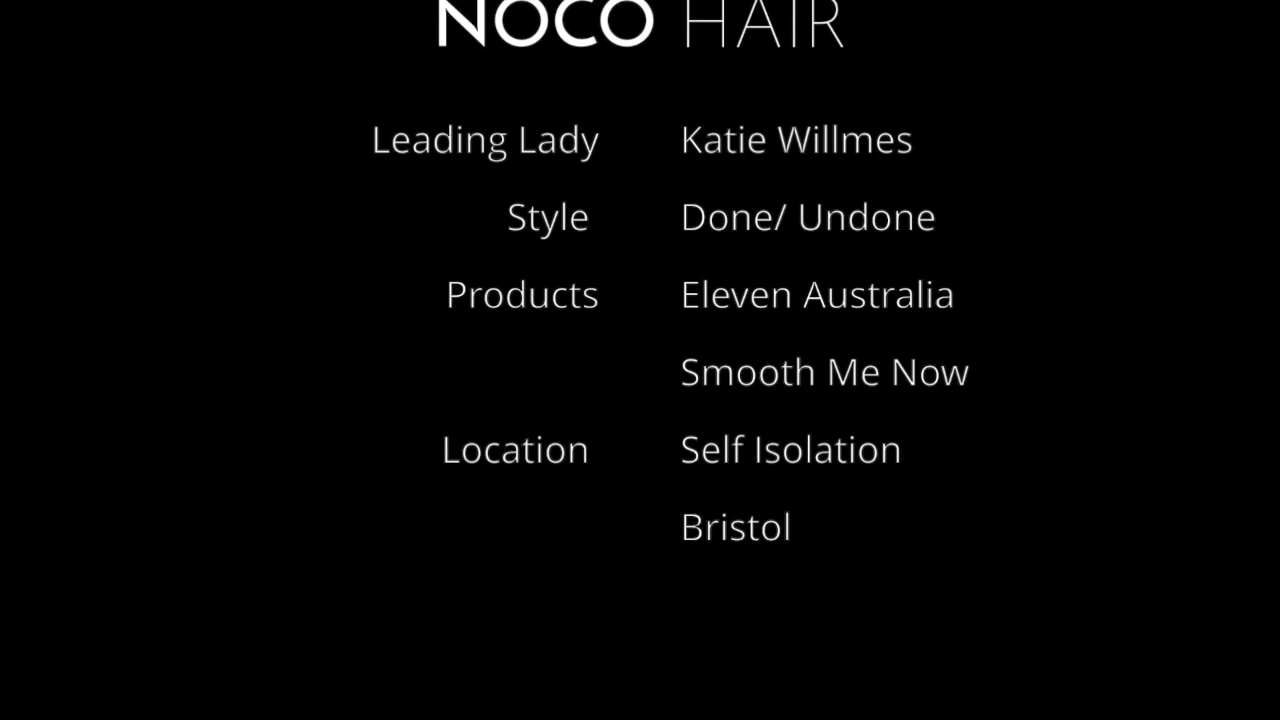 NOCO HAIR
Leading Lady Katie Willmes
Style Done/ Undone
Products Eleven Australia
Smooth Me Now
Location Self Isolation
Bristol